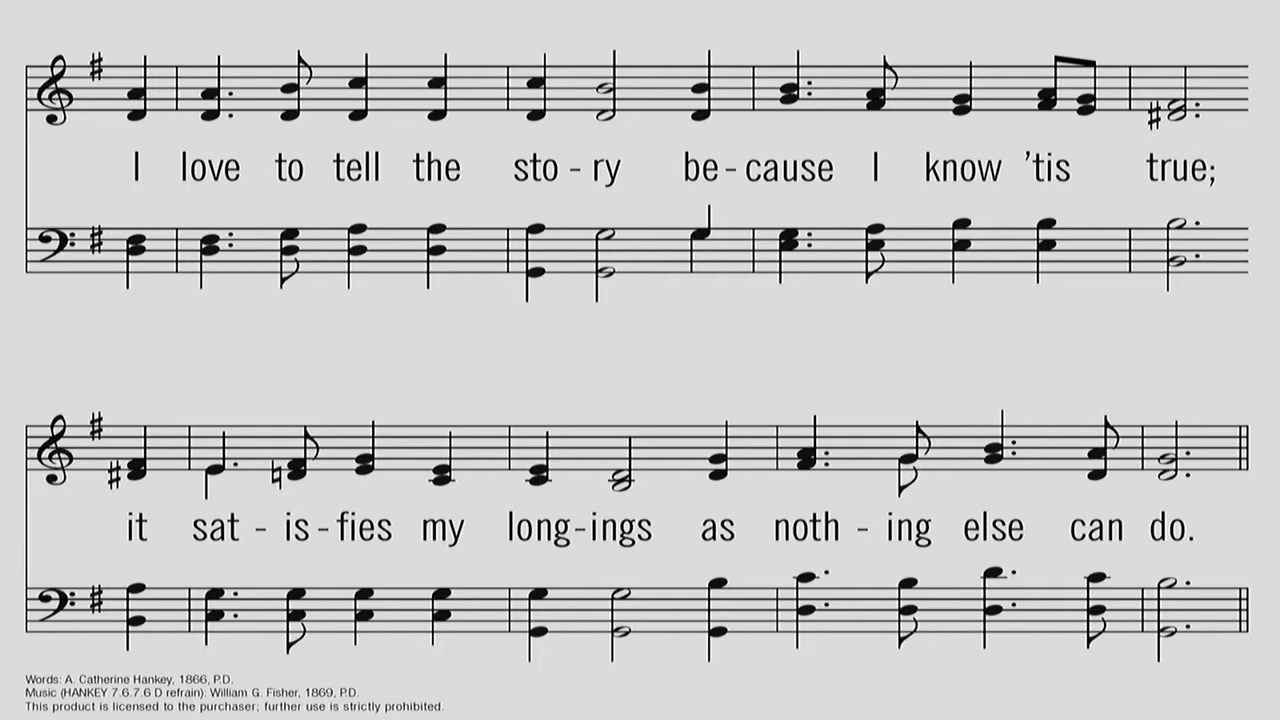 I love to tell the sto - ry be - cause I know ’tis true;
it sat - is - fies my long - ings as noth - ing else can do.
Words: A. Catherine Hankey, 1866, P.D.
Music (HANKEY 7.6.7.6 D refrain): William G. Fisher, 1869, P.D.
This product is licensed to the purchaser; further use is strictly prohibited.